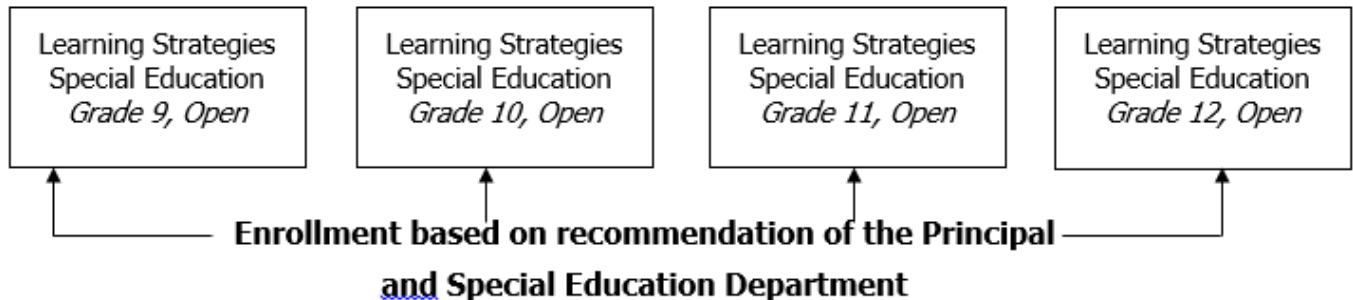 Learning Strategies
Special Education
Grade 9, Open
Learning Strategies
Special Education
Grade 10, Open
Learning Strategies
Special Education
Grade 11, Open
Learning Strategies
Special Education
Grade 12, Open
Enrollment based on recommendation of the Principal
and Special Education Department